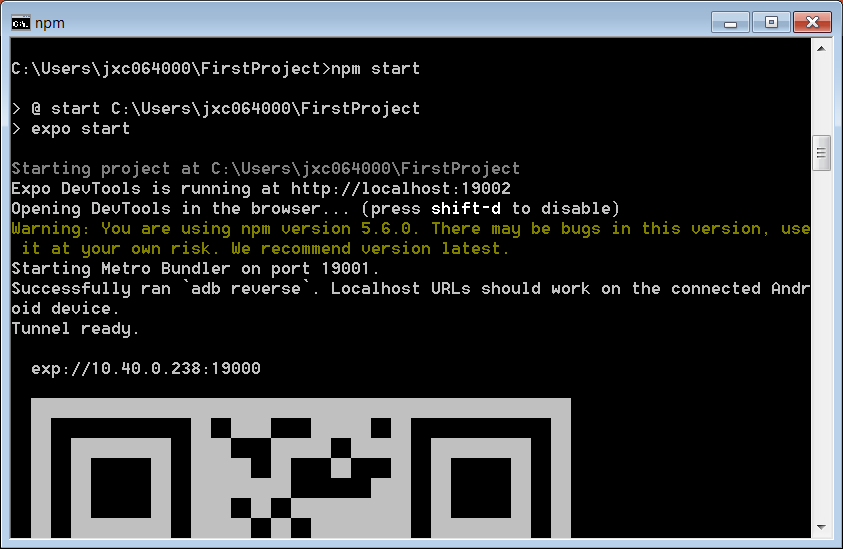 npm
C:\Users\jxc064000\FirstProject>npm start
> @ start C:\Users\jxc064000\FirstProject
> expo start
Starting project at C:\Users\jxc064000\FirstProject
Expo DevTools is running at http://localhost:19002
Opening DevTools in the browser... (press shift-d to disable)
Warning: You are using npm version 5.6.0. There may be bugs in this version, use
it at your own risk. We recommend version latest.
Starting Metro Bundler on port 19001.
Successfully ran `adb reverse`. Localhost URLs should work on the connected Andr
oid device.
Tunnel ready.
exp://10.40.0.238:19000